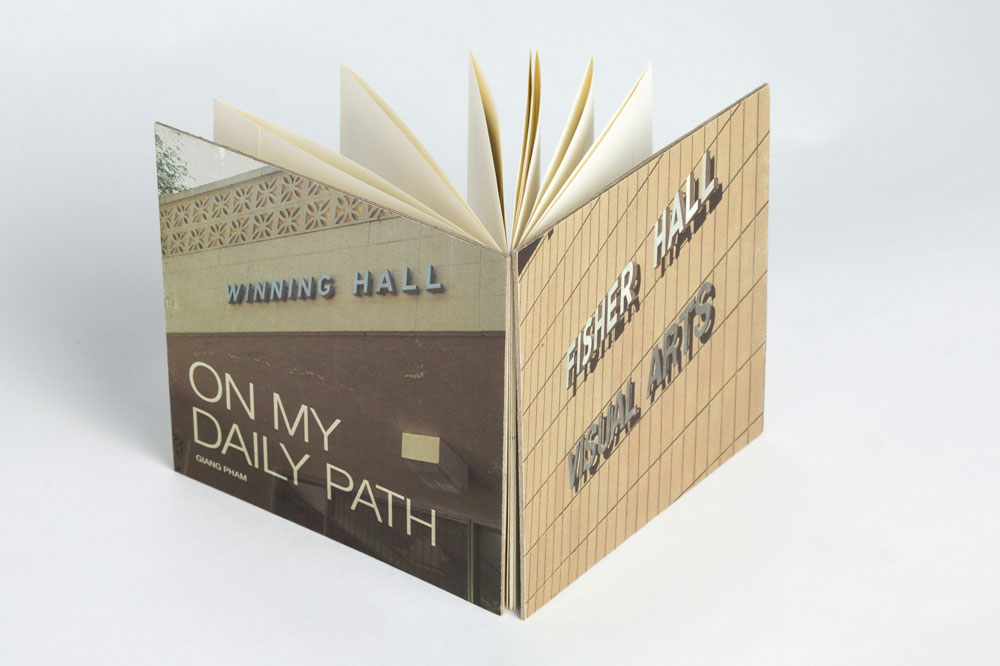 WINNING HALL
ON MY
DAILY PATH
GIANG PHAM
FISHER HALL
VISUAL ARTS